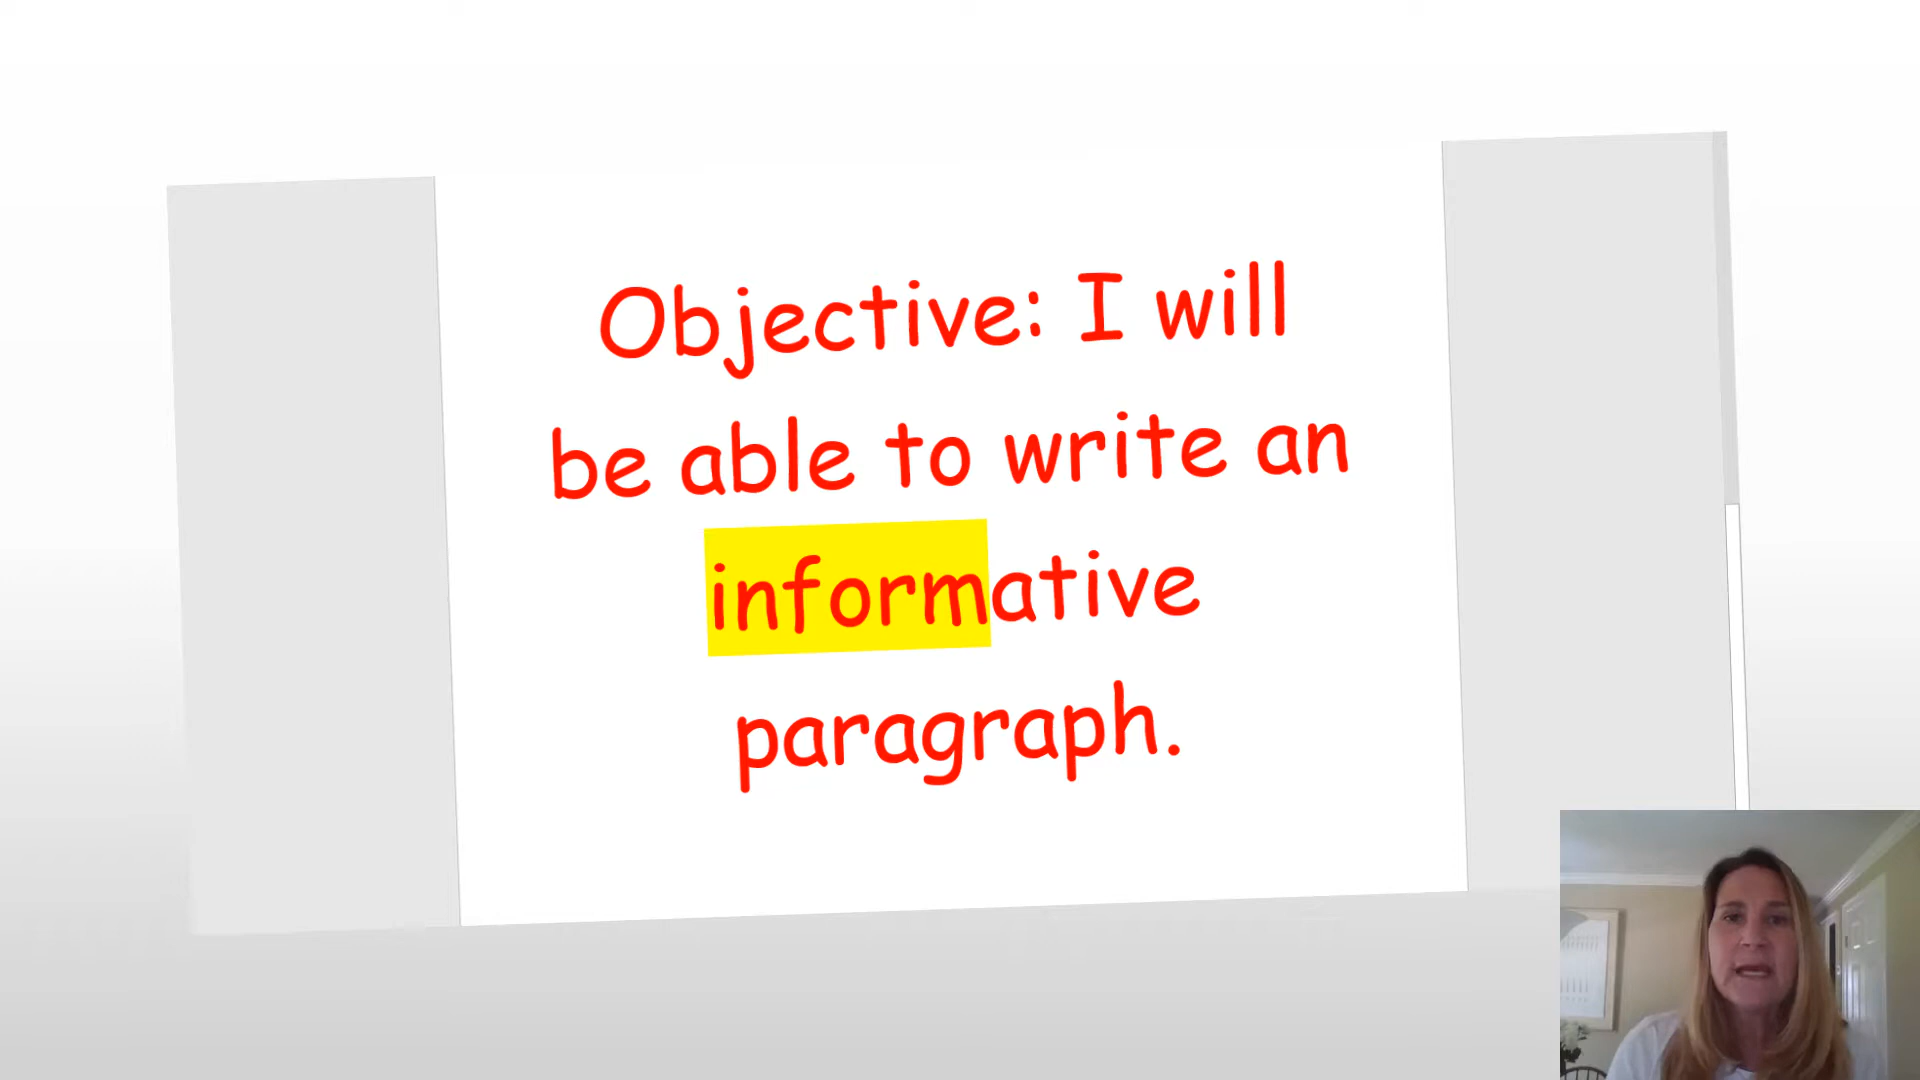 Objective: I will
be able to write an
informative
paragraph.